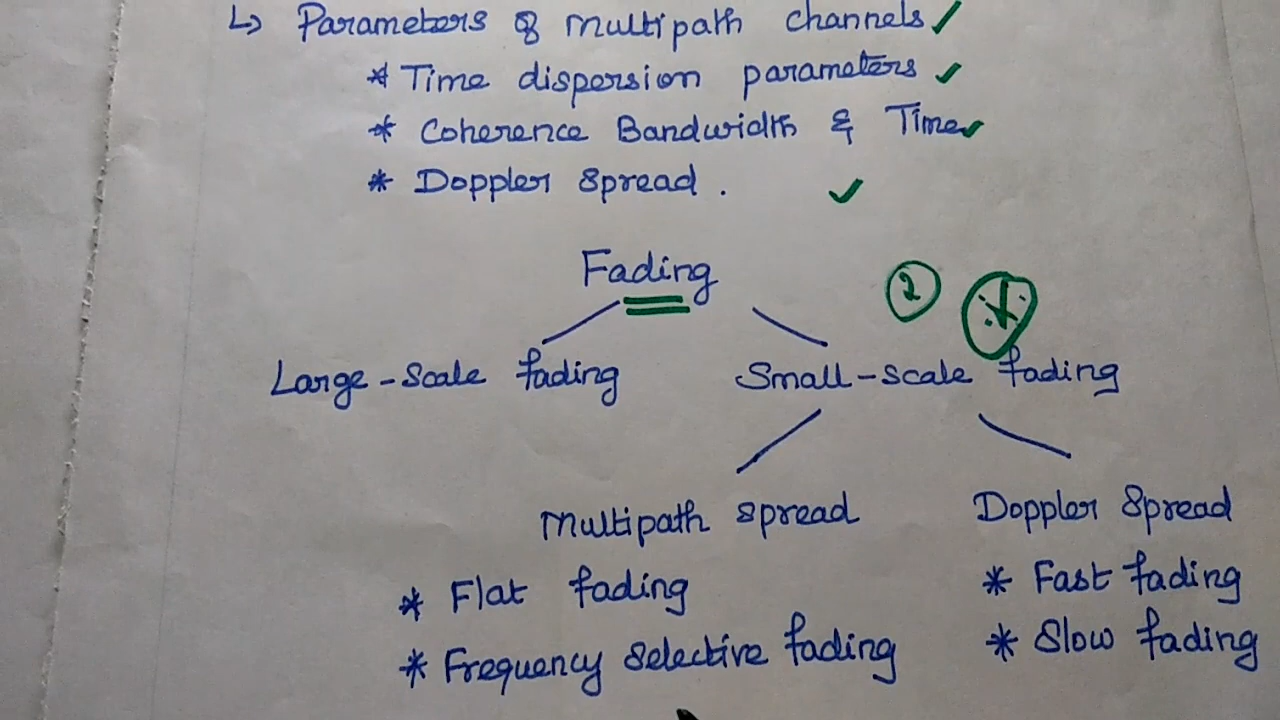 ↳ Parameters of Multipath channels ✓
* Time dispersion parameters ✓
* Coherence Bandwidth & Time ✓
* Doppler Spread. ✓
Fading
2
Large-Scale fading Small-scale fading
Multipath spread Doppler Spread
* Flat fading * Fast fading
* Frequency Selective fading * Slow fading